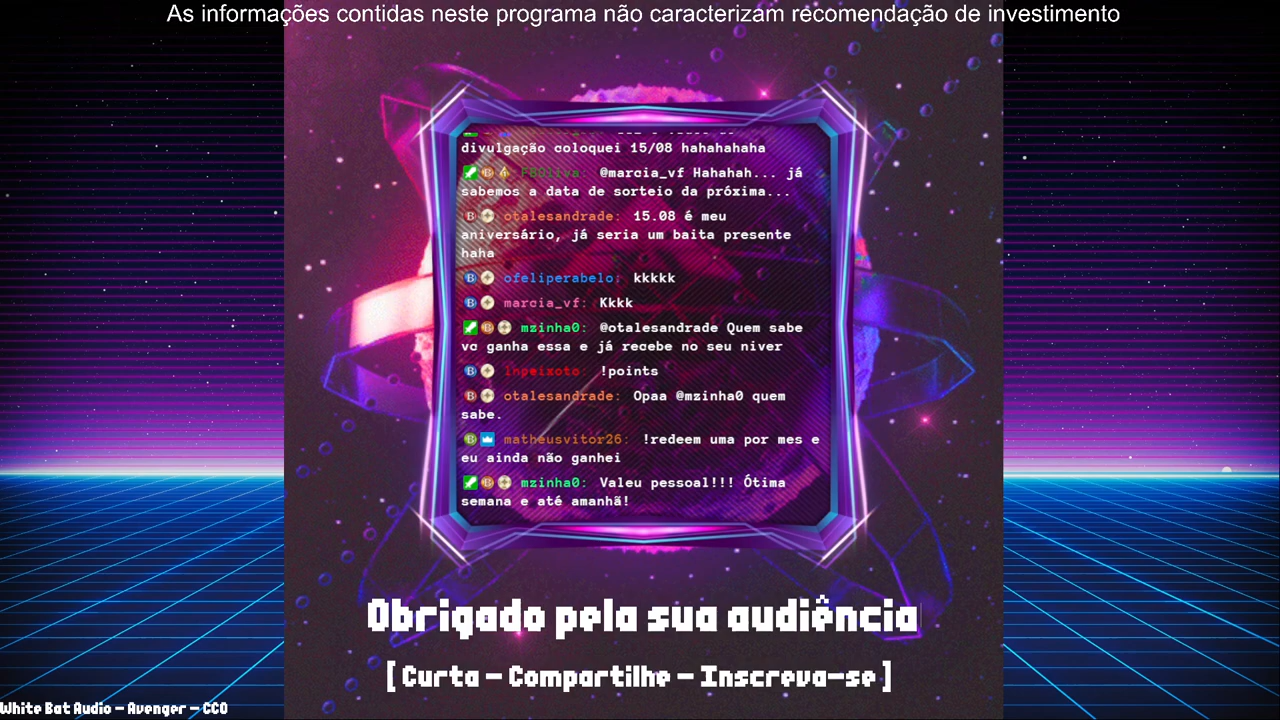 As informações contidas neste programa não caracterizam recomendação de investimento
divulgação coloquei 15/08 hahahahaha
@marcia_vf Hahahah... já
sabemos a data de sorteio da próxima...
otalesandrade: 15.08 é meu
aniversário, já seria um baita presente
haha
ofeliperabelo: kkkkk
marcia_vf: Kkkk
mzinha0: @otalesandrade Quem sabe
vc ganha essa e já recebe no seu niver
lnpeixoto: !points
otalesandrade: Opaa @mzinha0 quem
sabe.
matheusvitor26: !redeem uma por mes e
eu ainda não ganhei
mzinha0: Valeu pessoal!!! Ótima
semana e até amanhã!
Obrigado pela sua audiência
[ Curta - Compartilhe - Inscreva-se ]
White Bat Audio - Avenger - CC0